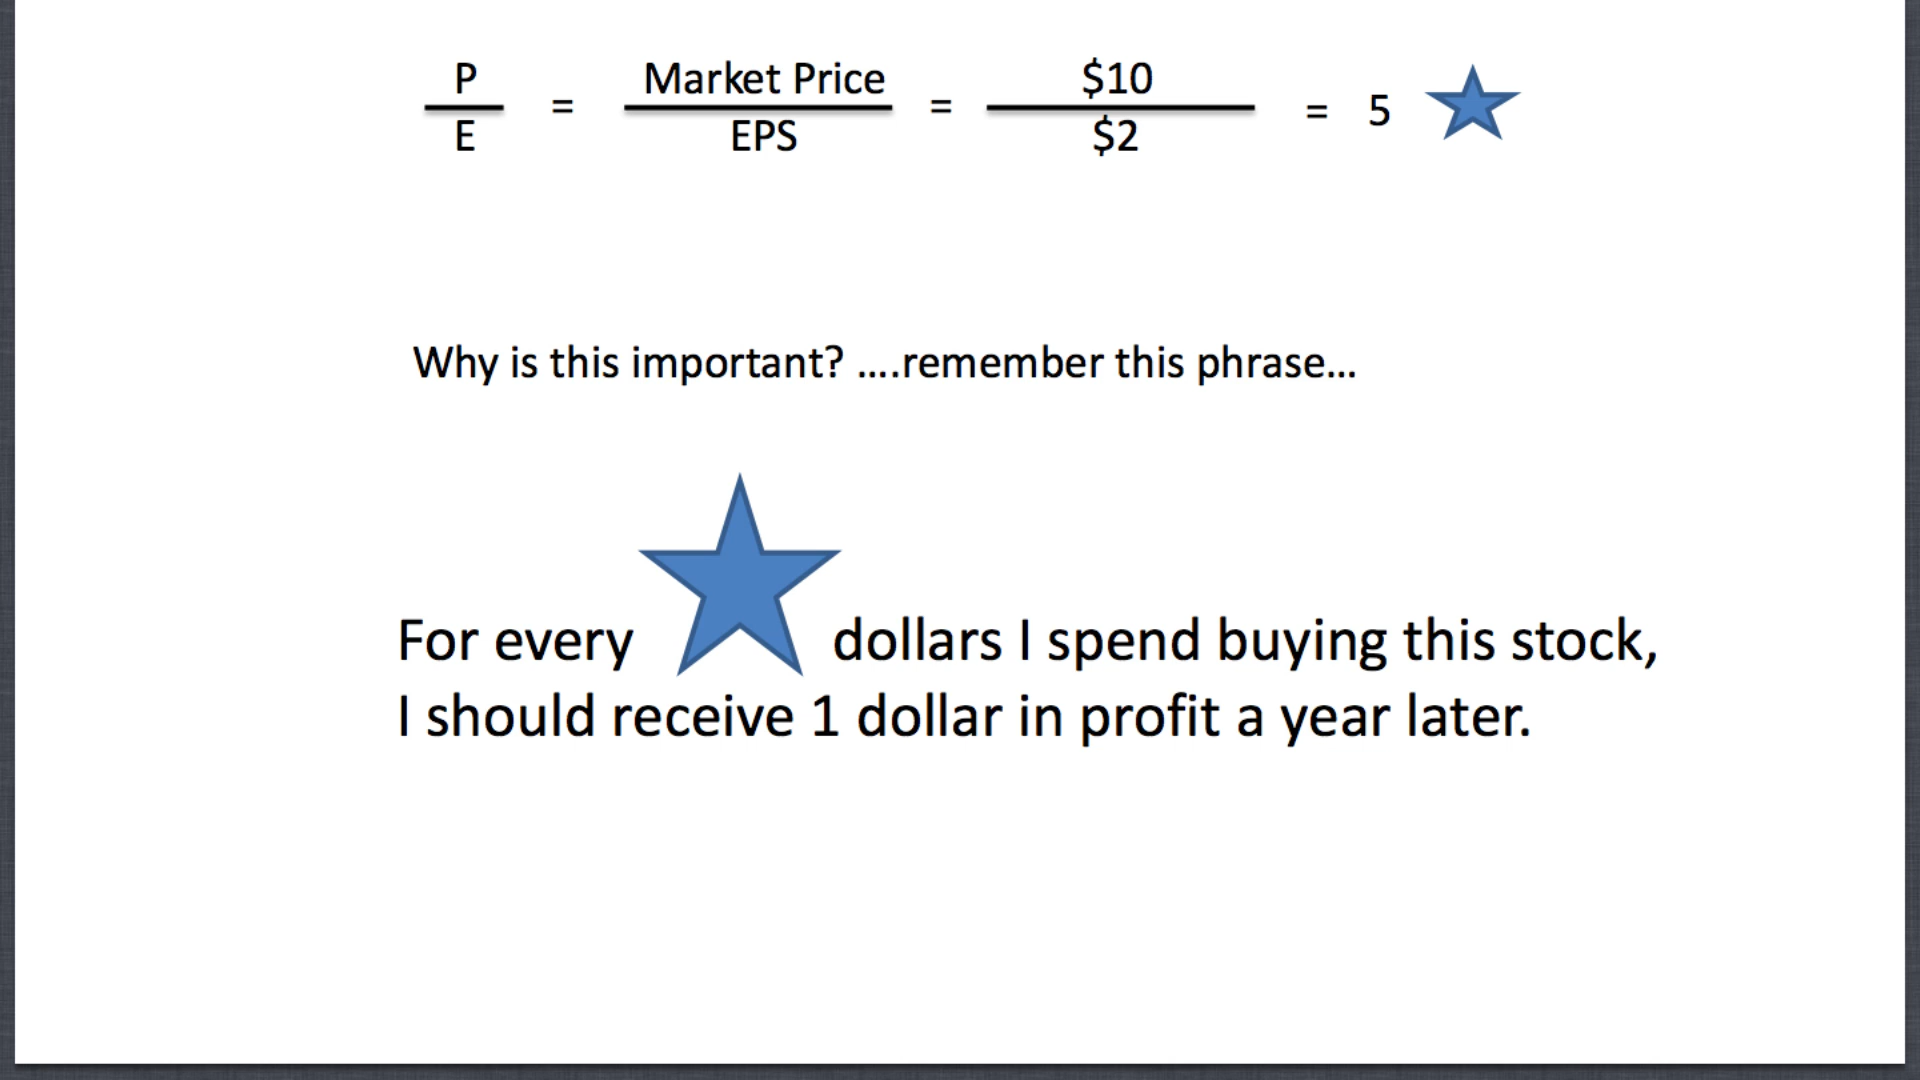 P = Market Price = $10 = 5
E EPS $2
Why is this important? ....remember this phrase...
For every dollars I spend buying this stock,
I should receive 1 dollar in profit a year later.